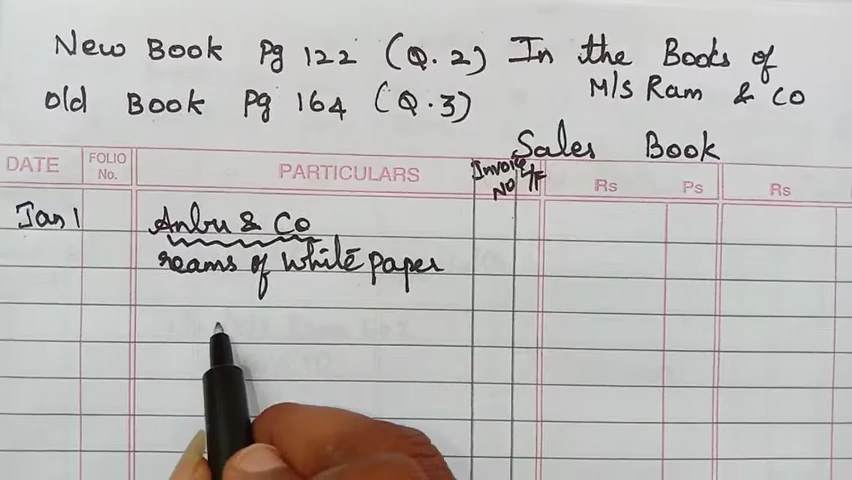 New Book Pg 122 (Q.2) In the Books of
Old Book Pg 164 (Q.3) M/S Ram & Co
Sales Book
DATE FOLIO No. PARTICULARS Invoice No L/F Rs Ps Rs
Jan 1 Anbu & Co
reams of white paper